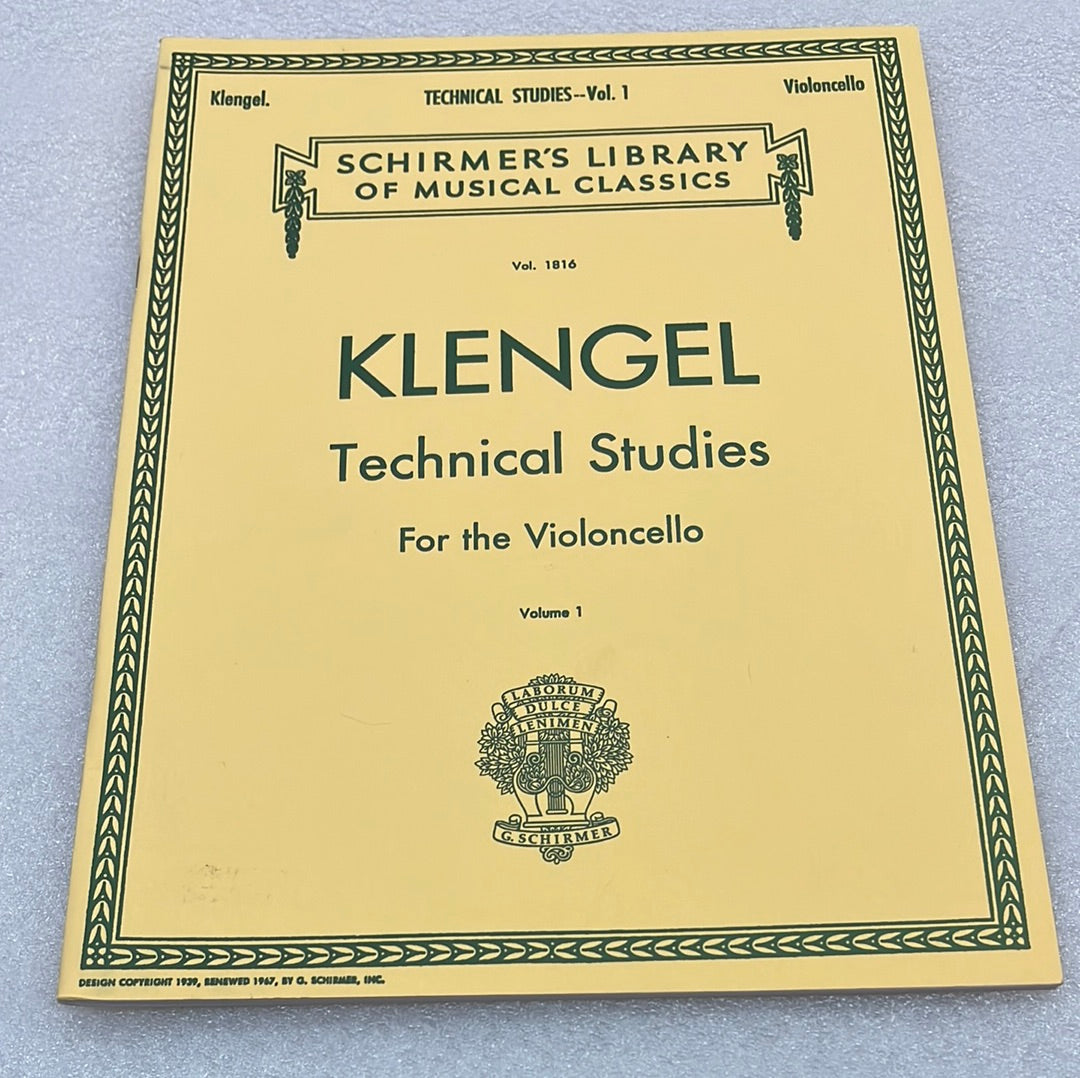 Klengel.
TECHNICAL STUDIES--Vol. 1
Violoncello
SCHIRMER'S LIBRARY
OF MUSICAL CLASSICS
Vol. 1816
KLENGEL
Technical Studies
For the Violoncello
Volume 1
LABORUM
DULCE
LENIMEN
G. SCHIRMER
DESIGN COPYRIGHT 1939, RENEWED 1967, BY G. SCHIRMER, INC.